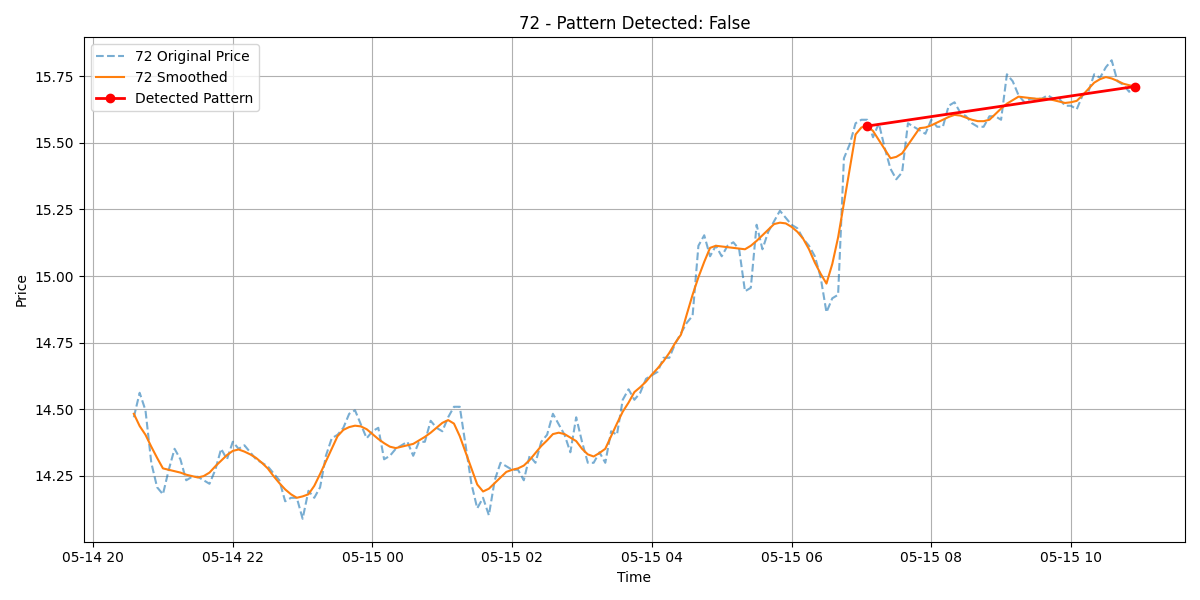 72 - Pattern Detected: False
72 Original Price
72 Smoothed
Detected Pattern
Price
15.75
15.50
15.25
15.00
14.75
14.50
14.25
05-14 20 05-14 22 05-15 00 05-15 02 05-15 04 05-15 06 05-15 08 05-15 10
Time